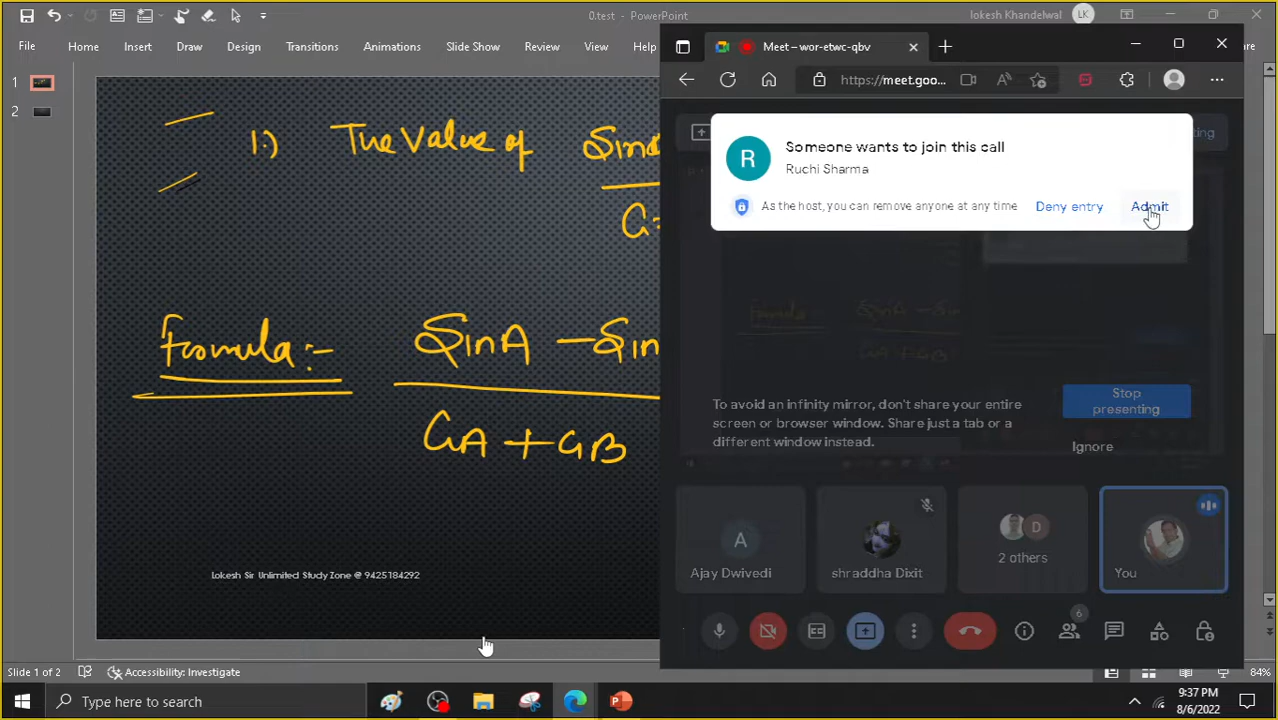 0.test - PowerPoint
lokesh Khandelwal LK
File Home Insert Draw Design Transitions Animations Slide Show Review View Help
Meet – wor-etwc-qbv
https://meet.goo...
1
2
1.) The Value of
Formula :-
SinA – Sin
Lokesh Sir Unlimited Study Zone @ 9425184292
Someone wants to join this call
R
Ruchi Sharma
As the host, you can remove anyone at any time
Deny entry Admit
To avoid an infinity mirror, don't share your entire
screen or browser window. Share just a tab or a
different window instead.
Stop
presenting
Ignore
A
Ajay Dwivedi
shraddha Dixit
D
2 others
You
6
Slide 1 of 2 Accessibility: Investigate 84%
Type here to search
9:37 PM
8/6/2022